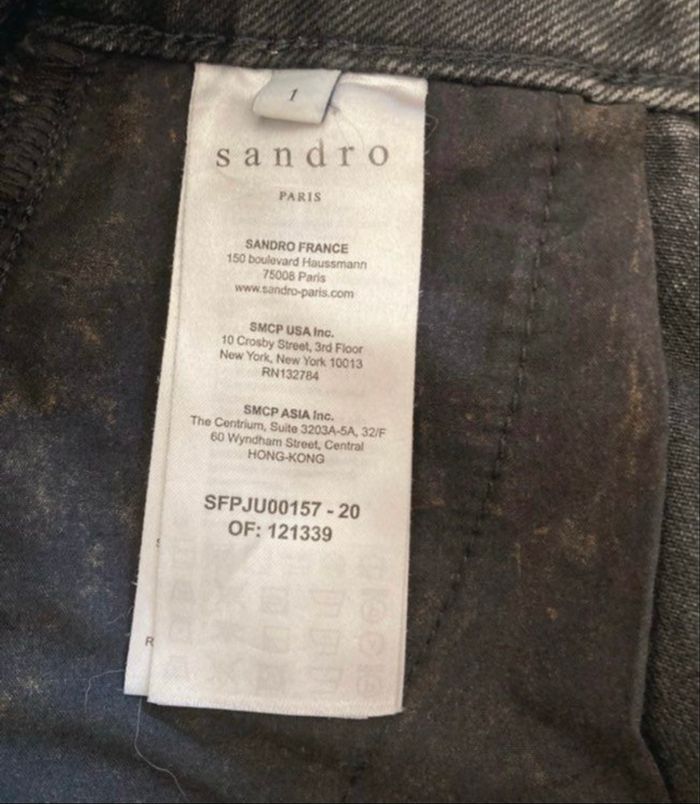 1
sandro
PARIS
SANDRO FRANCE
150 boulevard Haussmann
75008 Paris
www.sandro-paris.com
SMCP USA Inc.
10 Crosby Street, 3rd Floor
New York, New York 10013
RN132784
SMCP ASIA Inc.
The Centrium, Suite 3203A-5A, 32/F
60 Wyndham Street, Central
HONG-KONG
SFPJU00157 - 20
OF: 121339
R